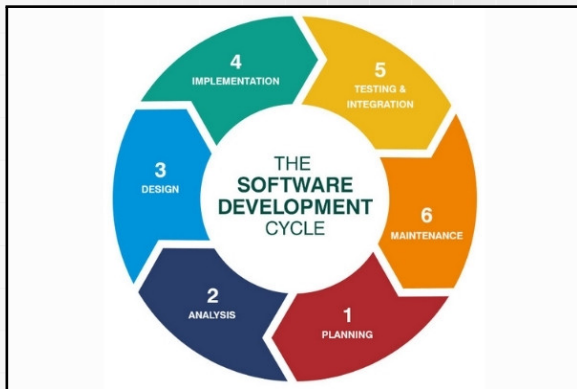 THE
SOFTWARE
DEVELOPMENT
CYCLE
1
PLANNING
2
ANALYSIS
3
DESIGN
4
IMPLEMENTATION
5
TESTING &
INTEGRATION
6
MAINTENANCE